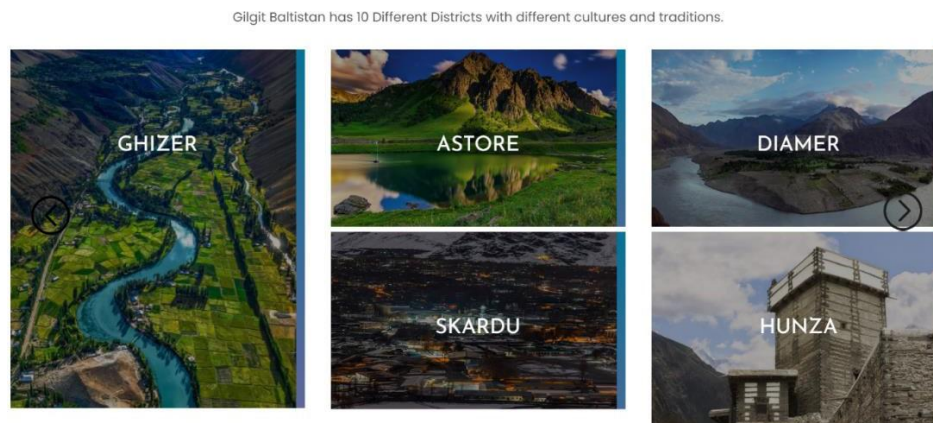 Gilgit Baltistan has 10 Different Districts with different cultures and traditions.
GHIZER
ASTORE
DIAMER
SKARDU
HUNZA